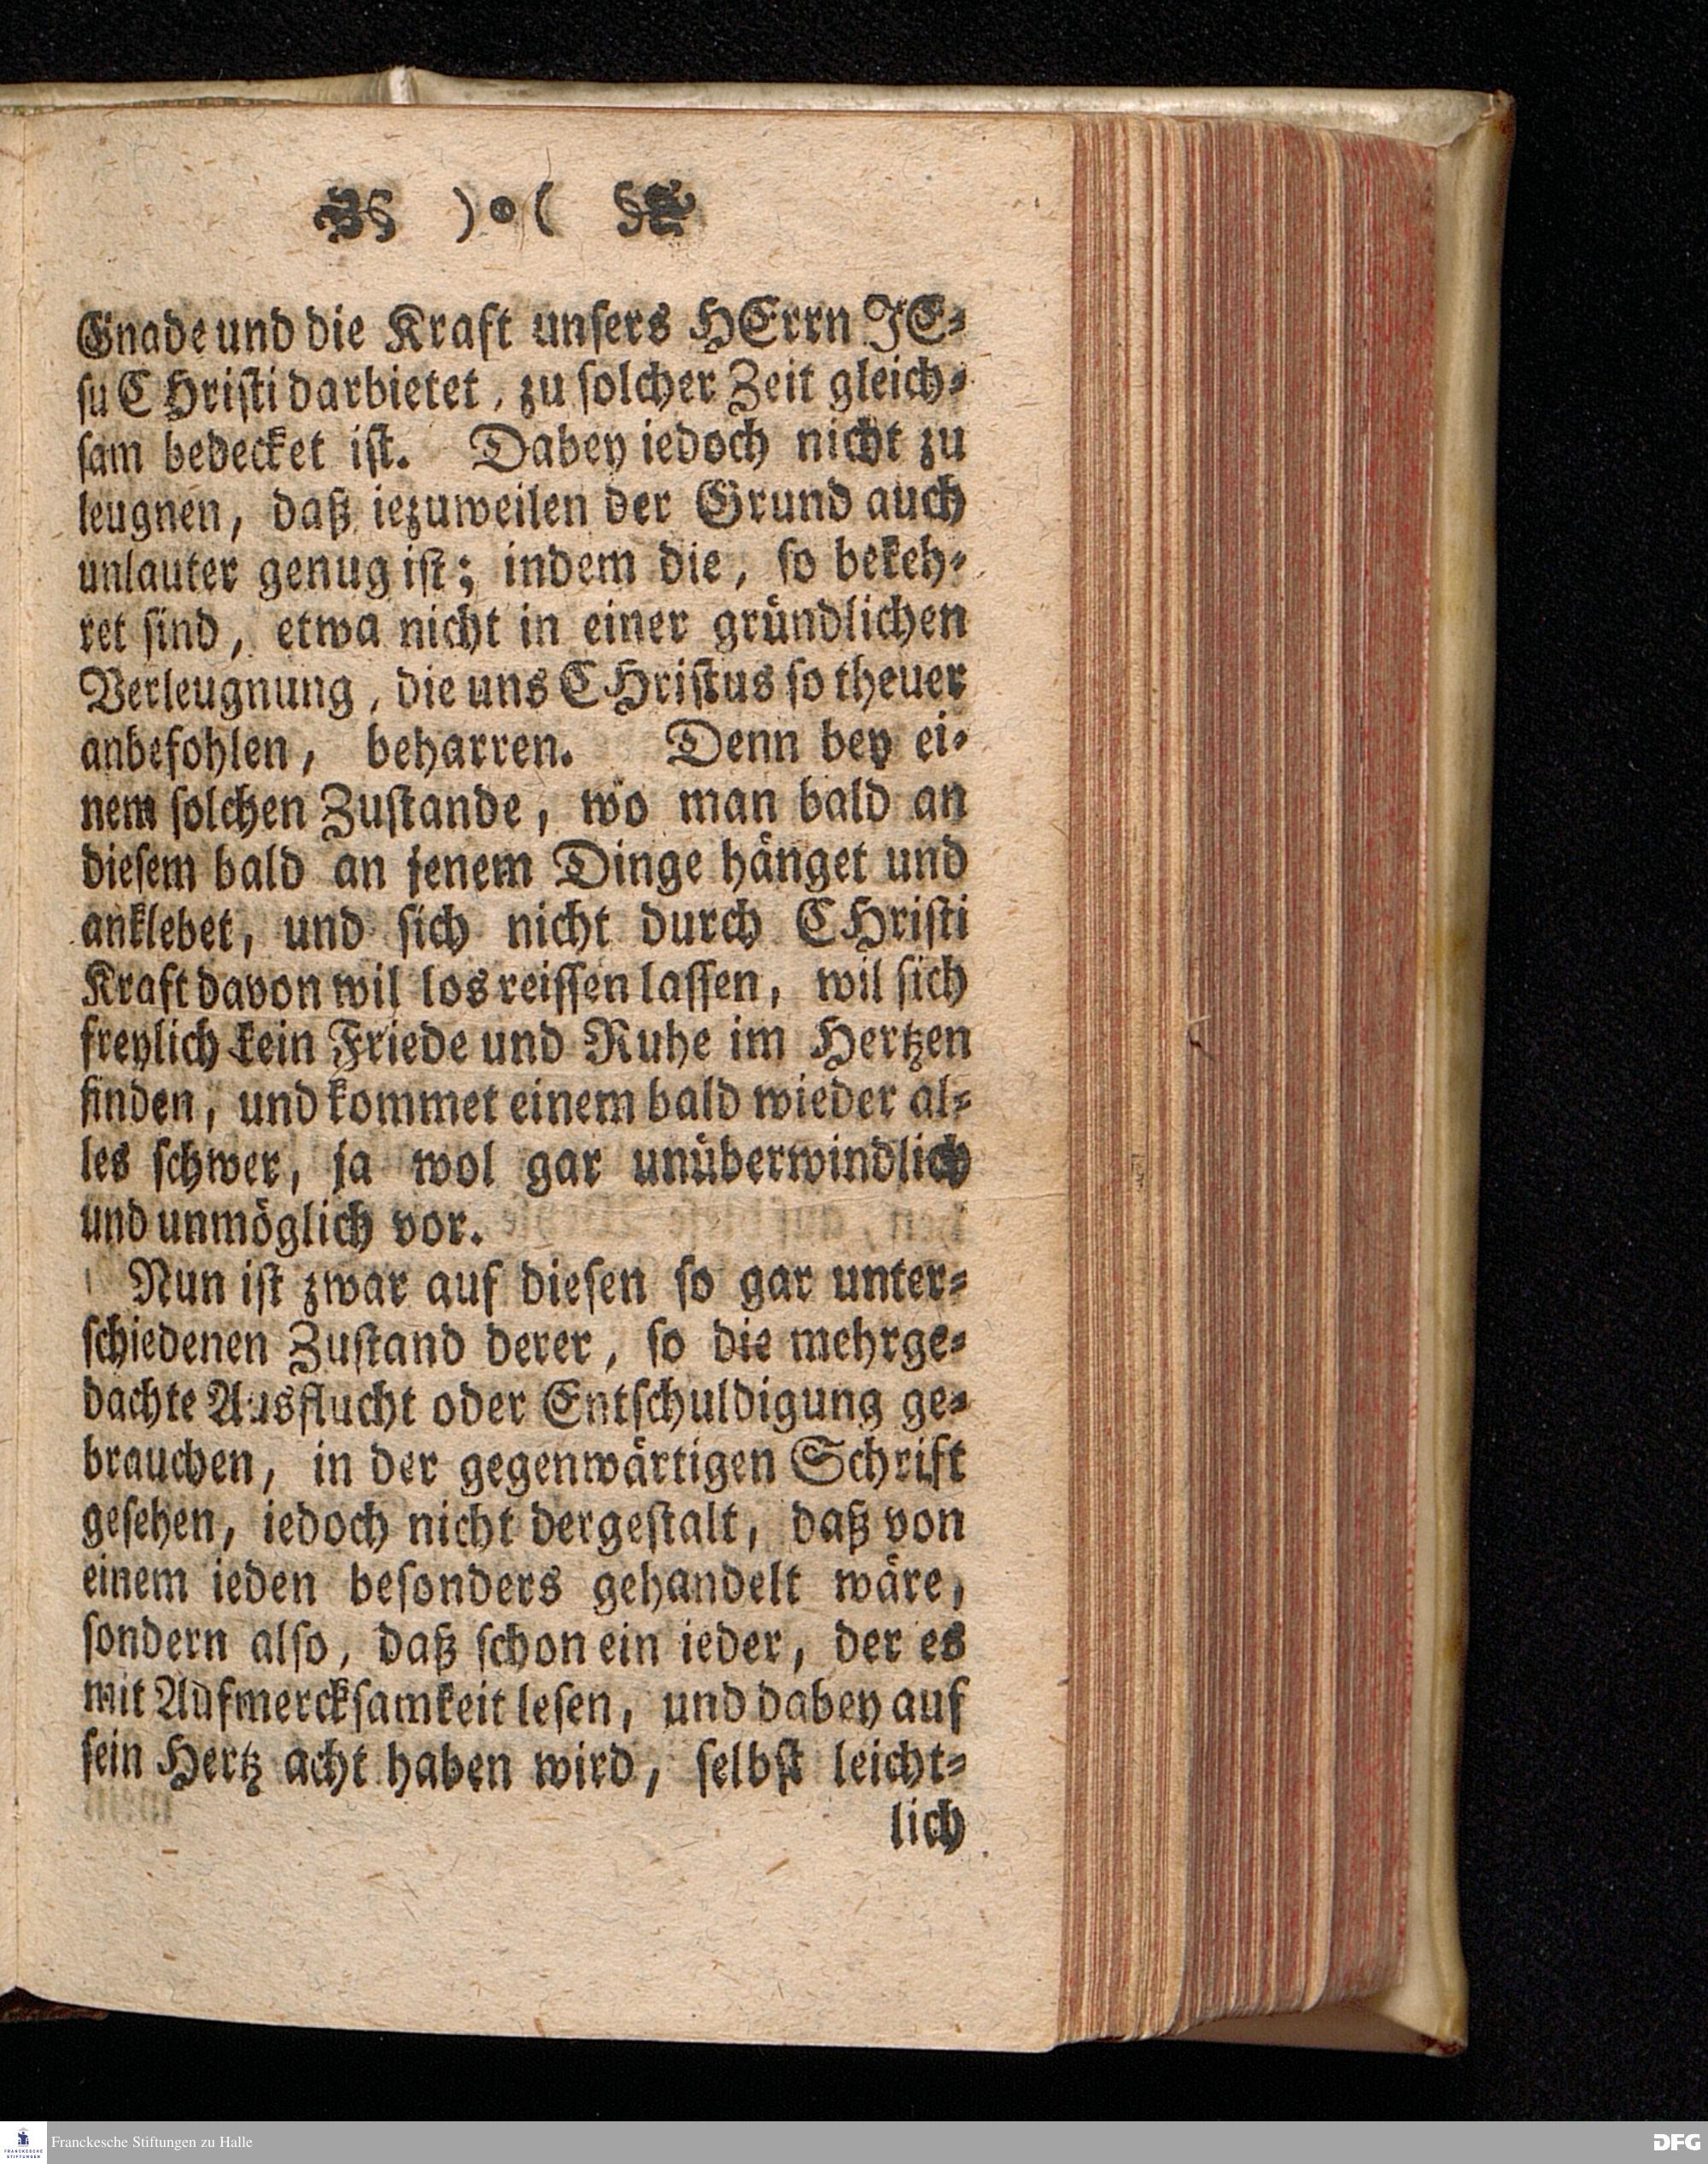 )•(
Gnade und die Kraft unsers HErrn JE-
su CHristi darbietet, zu solcher Zeit gleich-
sam bedecket ist. Dabey iedoch nicht zu
leugnen, daß iezuweilen der Grund auch
unlauter genug ist; indem die, so bekeh-
ret sind, etwa nicht in einer gründlichen
Verleugnung, die uns CHristus so theuer
anbefohlen, beharren. Denn bey ei-
nem solchen Zustande, wo man bald an
diesem bald an jenem Dinge hänget und
anklebet, und sich nicht durch CHristi
Kraft davon wil los reissen lassen, wil sich
freylich kein Friede und Ruhe im Hertzen
finden, und kommet einem bald wieder al-
les schwer, ja wol gar unüberwindlich
und unmöglich vor.
Nun ist zwar auf diesen so gar unter-
schiedenen Zustand derer, so die mehrge-
dachte Ausflucht oder Entschuldigung ge-
brauchen, in der gegenwärtigen Schrift
gesehen, iedoch nicht dergestalt, daß von
einem ieden besonders gehandelt wäre,
sondern also, daß schon ein ieder, der es
mit Aufmercksamkeit lesen, und dabey auf
sein Hertz acht haben wird, selbst leicht-
lich
FRANCKESCHE STIFTUNGEN
Franckesche Stiftungen zu Halle
DFG